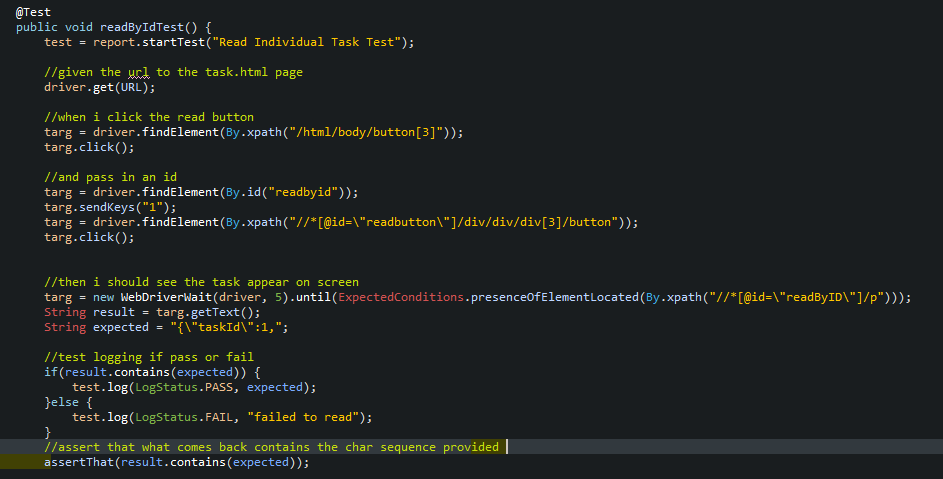 @Test
public void readByIdTest() {
test = report.startTest("Read Individual Task Test");
//given the url to the task.html page
driver.get(URL);
//when i click the read button
targ = driver.findElement(By.xpath("/html/body/button[3]"));
targ.click();
//and pass in an id
targ = driver.findElement(By.id("readbyid"));
targ.sendKeys("1");
targ = driver.findElement(By.xpath("//*[@id=\"readbutton\"]/div/div/div[3]/button"));
targ.click();
//then i should see the task appear on screen
targ = new WebDriverWait(driver, 5).until(ExpectedConditions.presenceOfElementLocated(By.xpath("//*[@id=\"readByID\"]/p")));
String result = targ.getText();
String expected = "{\"taskId\":1,";
//test logging if pass or fail
if(result.contains(expected)) {
test.log(LogStatus.PASS, expected);
}else {
test.log(LogStatus.FAIL, "failed to read");
}
//assert that what comes back contains the char sequence provided
assertThat(result.contains(expected));